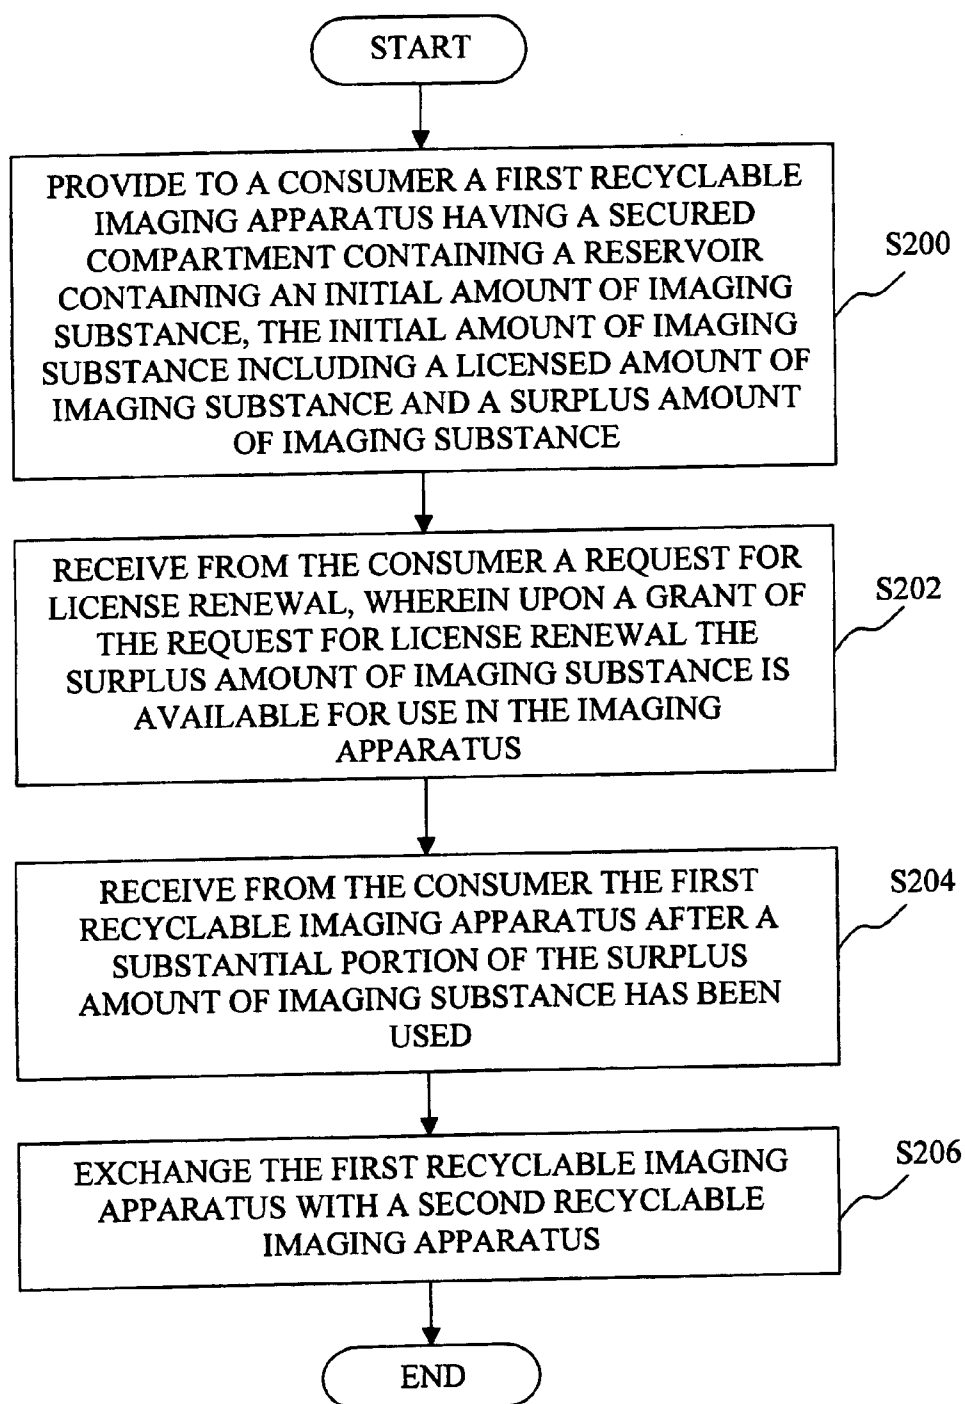 START
PROVIDE TO A CONSUMER A FIRST RECYCLABLE
IMAGING APPARATUS HAVING A SECURED
COMPARTMENT CONTAINING A RESERVOIR
CONTAINING AN INITIAL AMOUNT OF IMAGING
SUBSTANCE, THE INITIAL AMOUNT OF IMAGING
SUBSTANCE INCLUDING A LICENSED AMOUNT OF
IMAGING SUBSTANCE AND A SURPLUS AMOUNT
OF IMAGING SUBSTANCE
S200
RECEIVE FROM THE CONSUMER A REQUEST FOR
LICENSE RENEWAL, WHEREIN UPON A GRANT OF
THE REQUEST FOR LICENSE RENEWAL THE
SURPLUS AMOUNT OF IMAGING SUBSTANCE IS
AVAILABLE FOR USE IN THE IMAGING
APPARATUS
S202
RECEIVE FROM THE CONSUMER THE FIRST
RECYCLABLE IMAGING APPARATUS AFTER A
SUBSTANTIAL PORTION OF THE SURPLUS
AMOUNT OF IMAGING SUBSTANCE HAS BEEN
USED
S204
EXCHANGE THE FIRST RECYCLABLE IMAGING
APPARATUS WITH A SECOND RECYCLABLE
IMAGING APPARATUS
S206
END